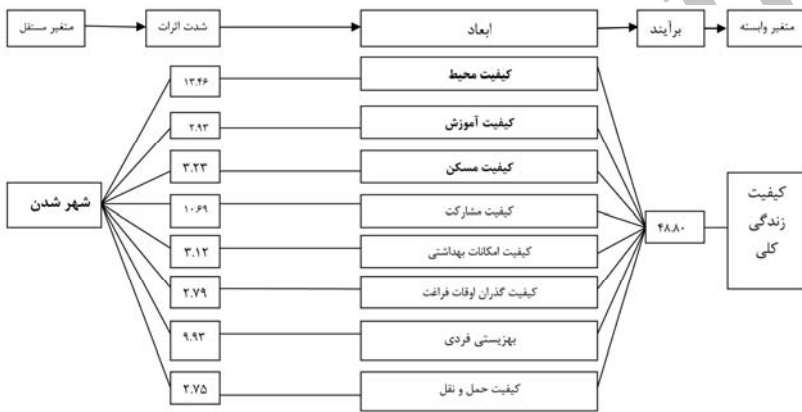 متغیر وابسته
برآیند
ابعاد
شدت اثرات
متغیر مستقل
کیفیت محیط
۱۳.۴۶
کیفیت آموزش
۲.۹۳
کیفیت مسکن
۳.۲۳
کیفیت مشارکت
۱۰.۶۹
کیفیت امکانات بهداشتی
۳.۱۲
کیفیت گذران اوقات فراغت
۲.۷۹
بهزیستی فردی
۹.۹۳
کیفیت حمل و نقل
۲.۷۵
کیفیت
زندگی
کلی
۴۸.۸۰
شهر شدن